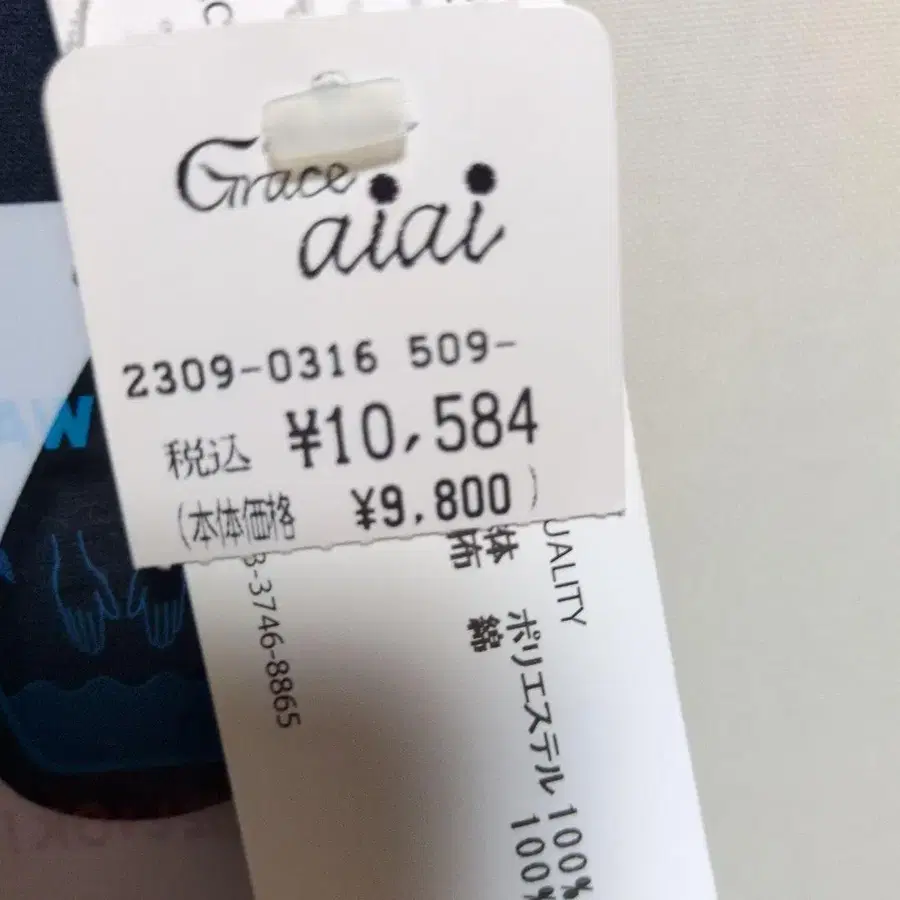 Grace
aiai
2309-0316 509-
税込 ¥10,584
(本体価格 ¥9,800)
UALITY
体 ポリエステル 100%
布 綿 100%
3-3746-8865
W